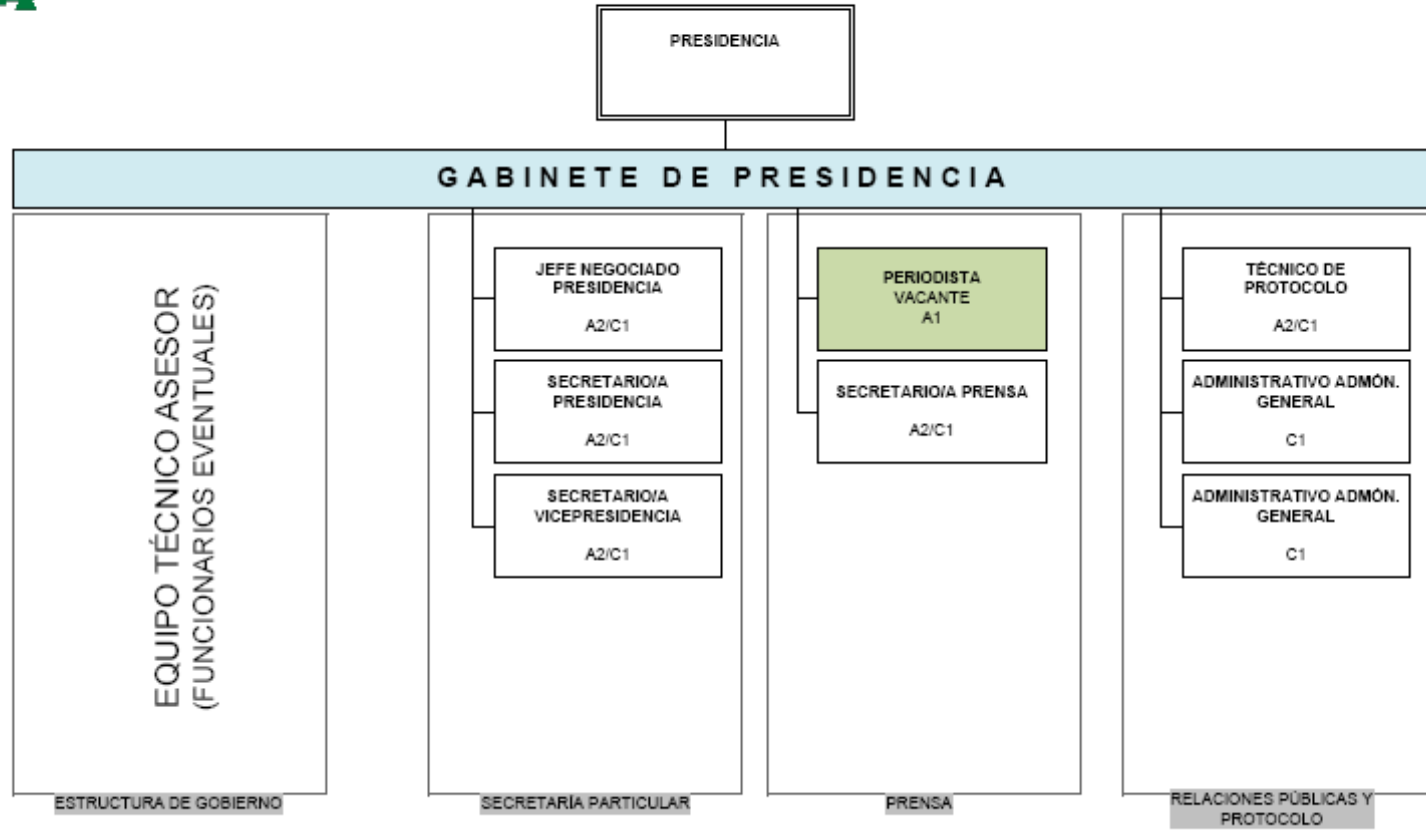 PRESIDENCIA
GABINETE DE PRESIDENCIA
EQUIPO TÉCNICO ASESOR
(FUNCIONARIOS EVENTUALES)
ESTRUCTURA DE GOBIERNO
JEFE NEGOCIADO
PRESIDENCIA
A2/C1
SECRETARIO/A
PRESIDENCIA
A2/C1
SECRETARIO/A
VICEPRESIDENCIA
A2/C1
SECRETARÍA PARTICULAR
PERIODISTA
VACANTE
A1
SECRETARIO/A PRENSA
A2/C1
PRENSA
TÉCNICO DE
PROTOCOLO
A2/C1
ADMINISTRATIVO ADMÓN.
GENERAL
C1
ADMINISTRATIVO ADMÓN.
GENERAL
C1
RELACIONES PÚBLICAS Y
PROTOCOLO